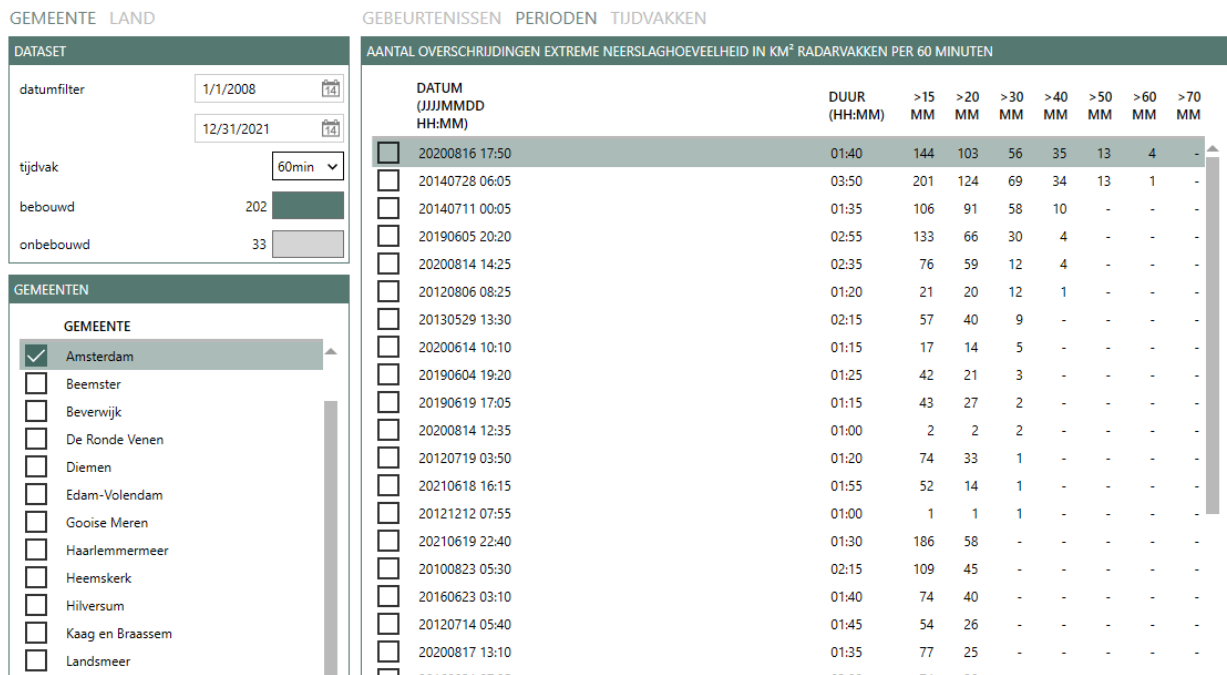 GEMEENTE LAND
DATASET
datumfilter 1/1/2008 14
12/31/2021 14
tijdvak 60min
bebouwd 202
onbebouwd 33
GEMEENTEN
GEMEENTE
Amsterdam
Beemster
Beverwijk
De Ronde Venen
Diemen
Edam-Volendam
Gooise Meren
Haarlemmermeer
Heemskerk
Hilversum
Kaag en Braassem
Landsmeer
GEBEURTENISSEN PERIODEN TIJDVAKKEN
AANTAL OVERSCHRIJDINGEN EXTREME NEERSLAGHOEVEELHEID IN KM² RADARVAKKEN PER 60 MINUTEN
DATUM
(JJJJMMDD
HH:MM)
DUUR >15 >20 >30 >40 >50 >60 >70
(HH:MM) MM MM MM MM MM MM MM
20200816 17:50 01:40 144 103 56 35 13 4 -
20140728 06:05 03:50 201 124 69 34 13 1 -
20140711 00:05 01:35 106 91 58 10 - - -
20190605 20:20 02:55 133 66 30 4 - - -
20200814 14:25 02:35 76 59 12 4 - - -
20120806 08:25 01:20 21 20 12 1 - - -
20130529 13:30 02:15 57 40 9 - - - -
20200614 10:10 01:15 17 14 5 - - - -
20190604 19:20 01:25 42 21 3 - - - -
20190619 17:05 01:15 43 27 2 - - - -
20200814 12:35 01:00 2 2 2 - - - -
20120719 03:50 01:20 74 33 1 - - - -
20210618 16:15 01:55 52 14 1 - - - -
20121212 07:55 01:00 1 1 1 - - - -
20210619 22:40 01:30 186 58 - - - - -
20100823 05:30 02:15 109 45 - - - - -
20160623 03:10 01:40 74 40 - - - - -
20120714 05:40 01:45 54 26 - - - - -
20200817 13:10 01:35 77 25 - - - - -